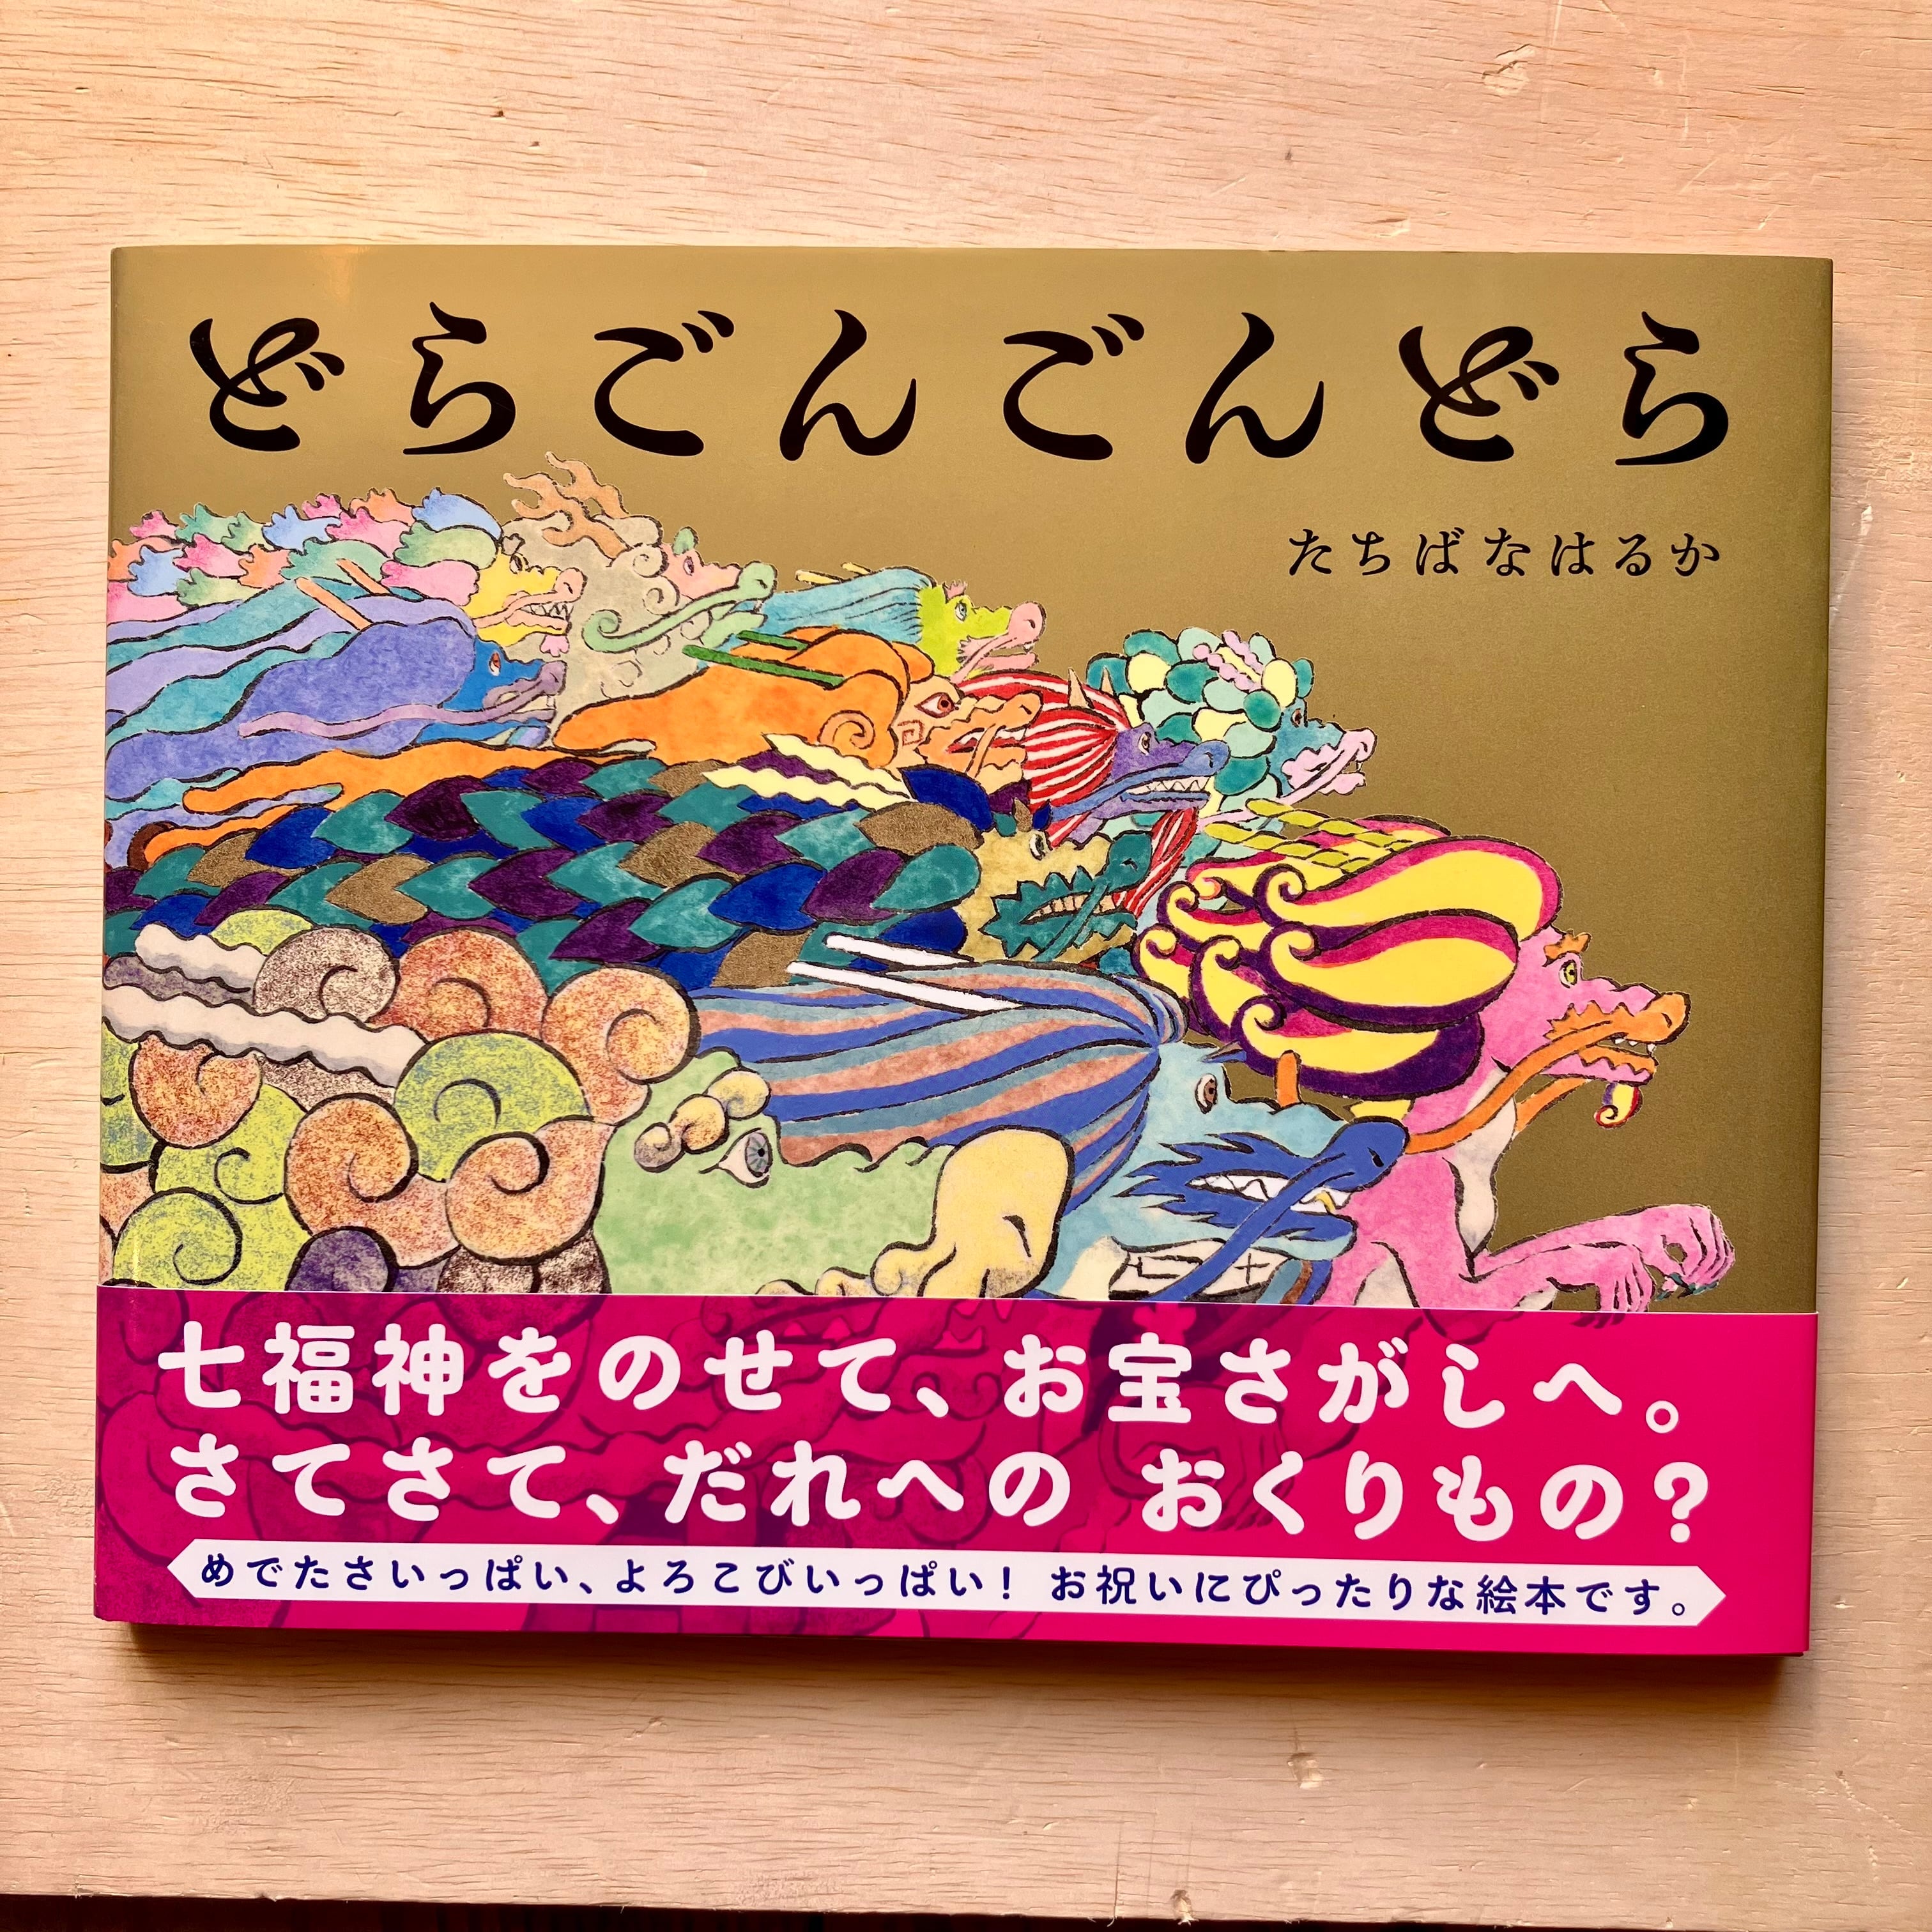 どらごんごんどら
たちばなはるか
七福神をのせて、お宝さがしへ。
さてさて、だれへの おくりもの?
めでたさいっぱい、よろこびいっぱい! お祝いにぴったりな絵本です。